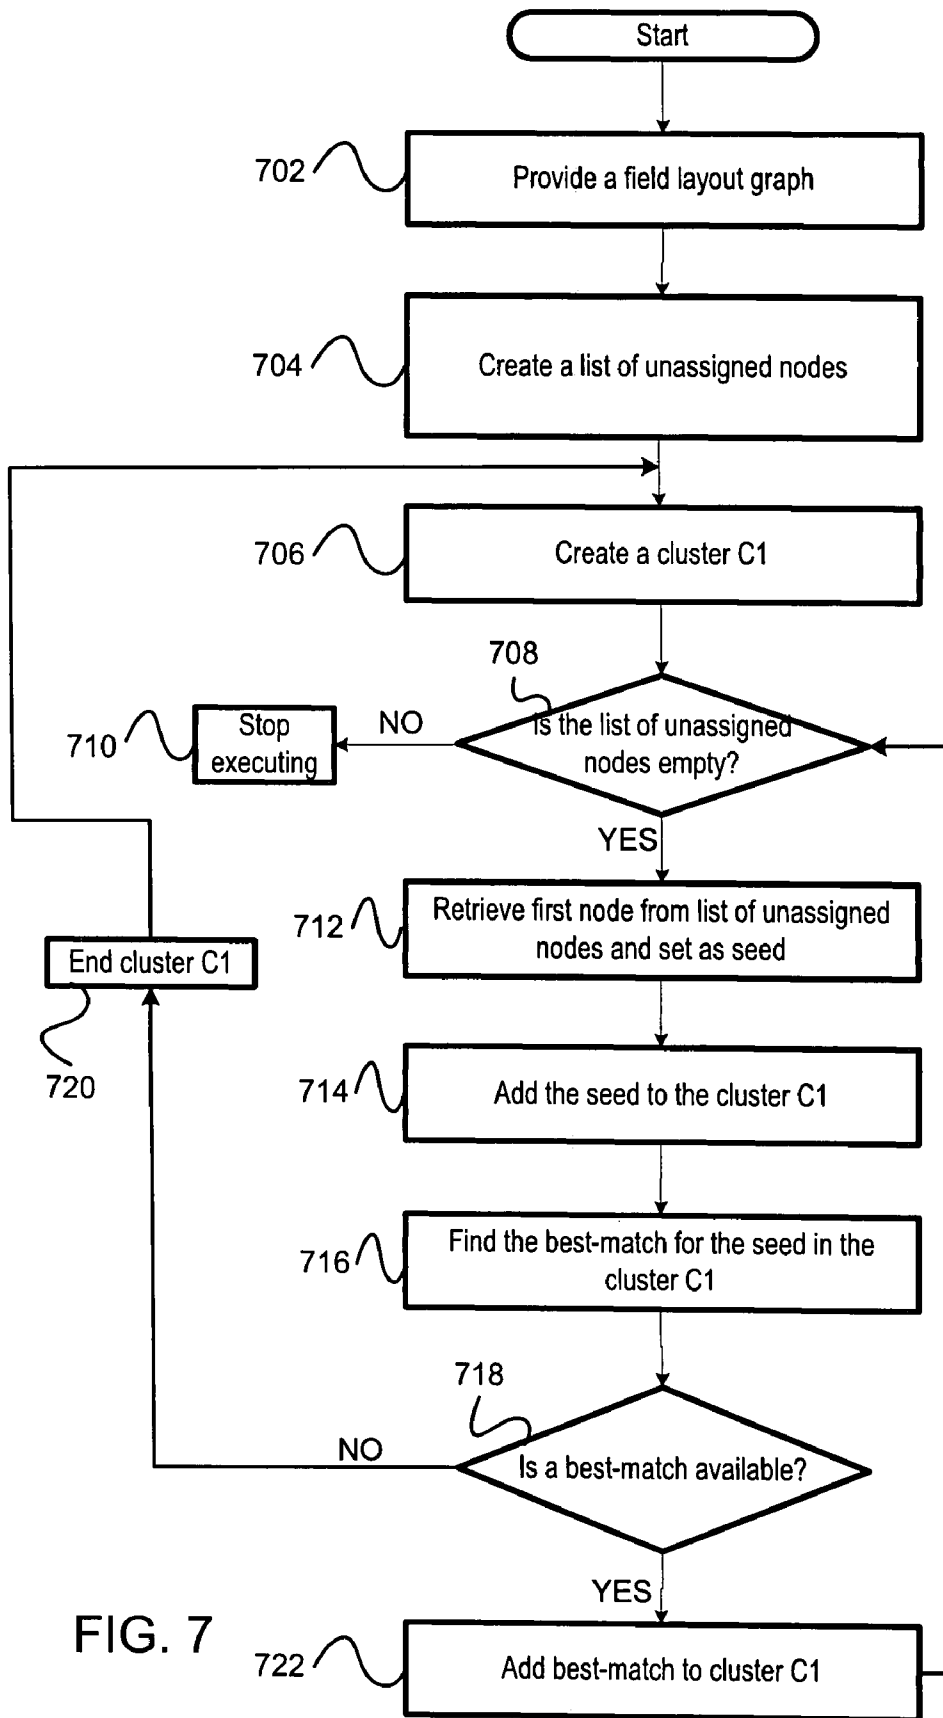 Start
702
Provide a field layout graph
704
Create a list of unassigned nodes
706
Create a cluster C1
708
Is the list of unassigned
nodes empty?
NO
710
Stop
executing
YES
712
Retrieve first node from list of unassigned
nodes and set as seed
End cluster C1
720
714
Add the seed to the cluster C1
716
Find the best-match for the seed in the
cluster C1
718
NO
Is a best-match available?
YES
FIG. 7
722
Add best-match to cluster C1